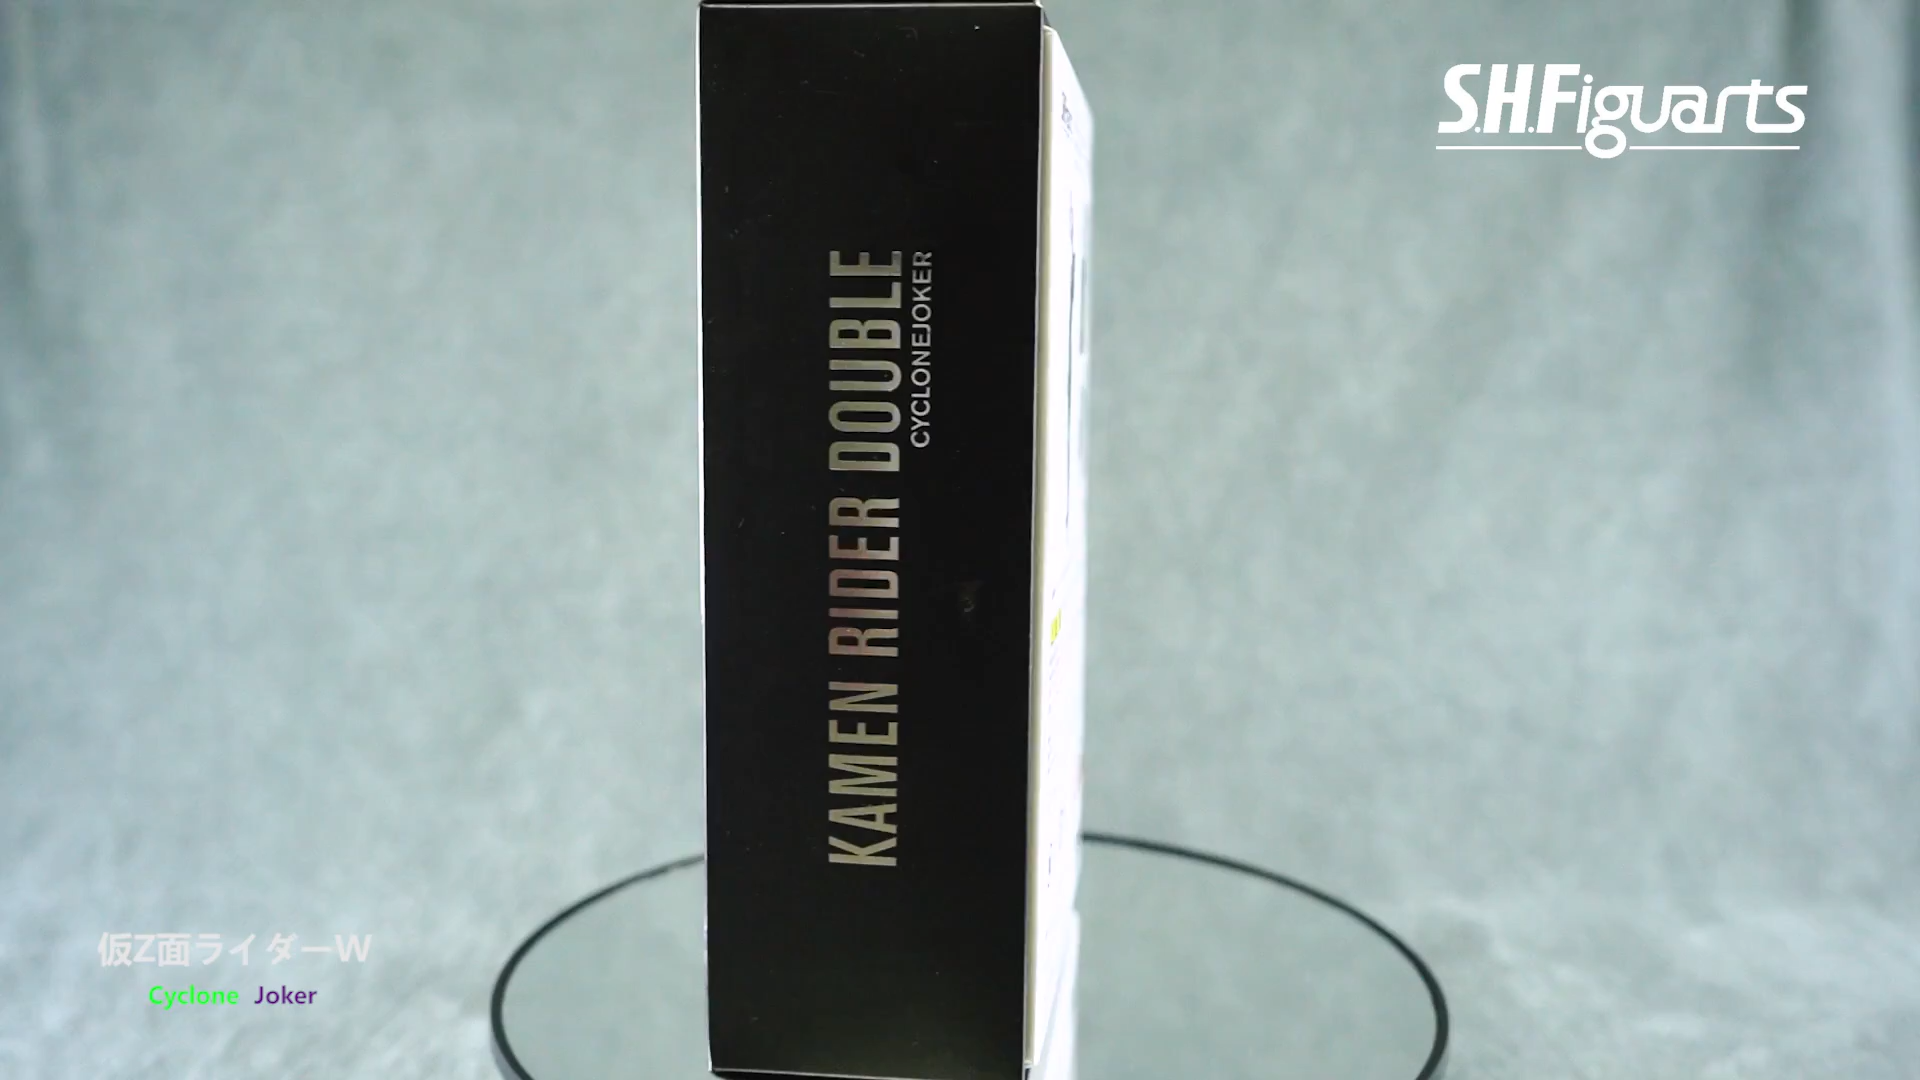 S.H.Figuarts
KAMEN RIDER DOUBLE
CYCLONEJOKER
仮Z面ライダーW
Cyclone Joker